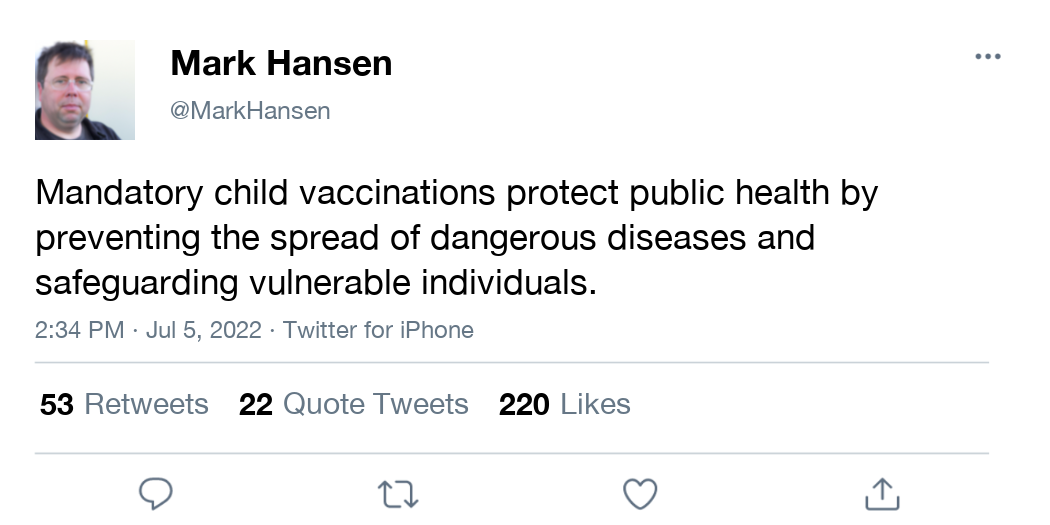 Mark Hansen
@MarkHansen
Mandatory child vaccinations protect public health by
preventing the spread of dangerous diseases and
safeguarding vulnerable individuals.
2:34 PM · Jul 5, 2022 · Twitter for iPhone
53 Retweets 22 Quote Tweets 220 Likes